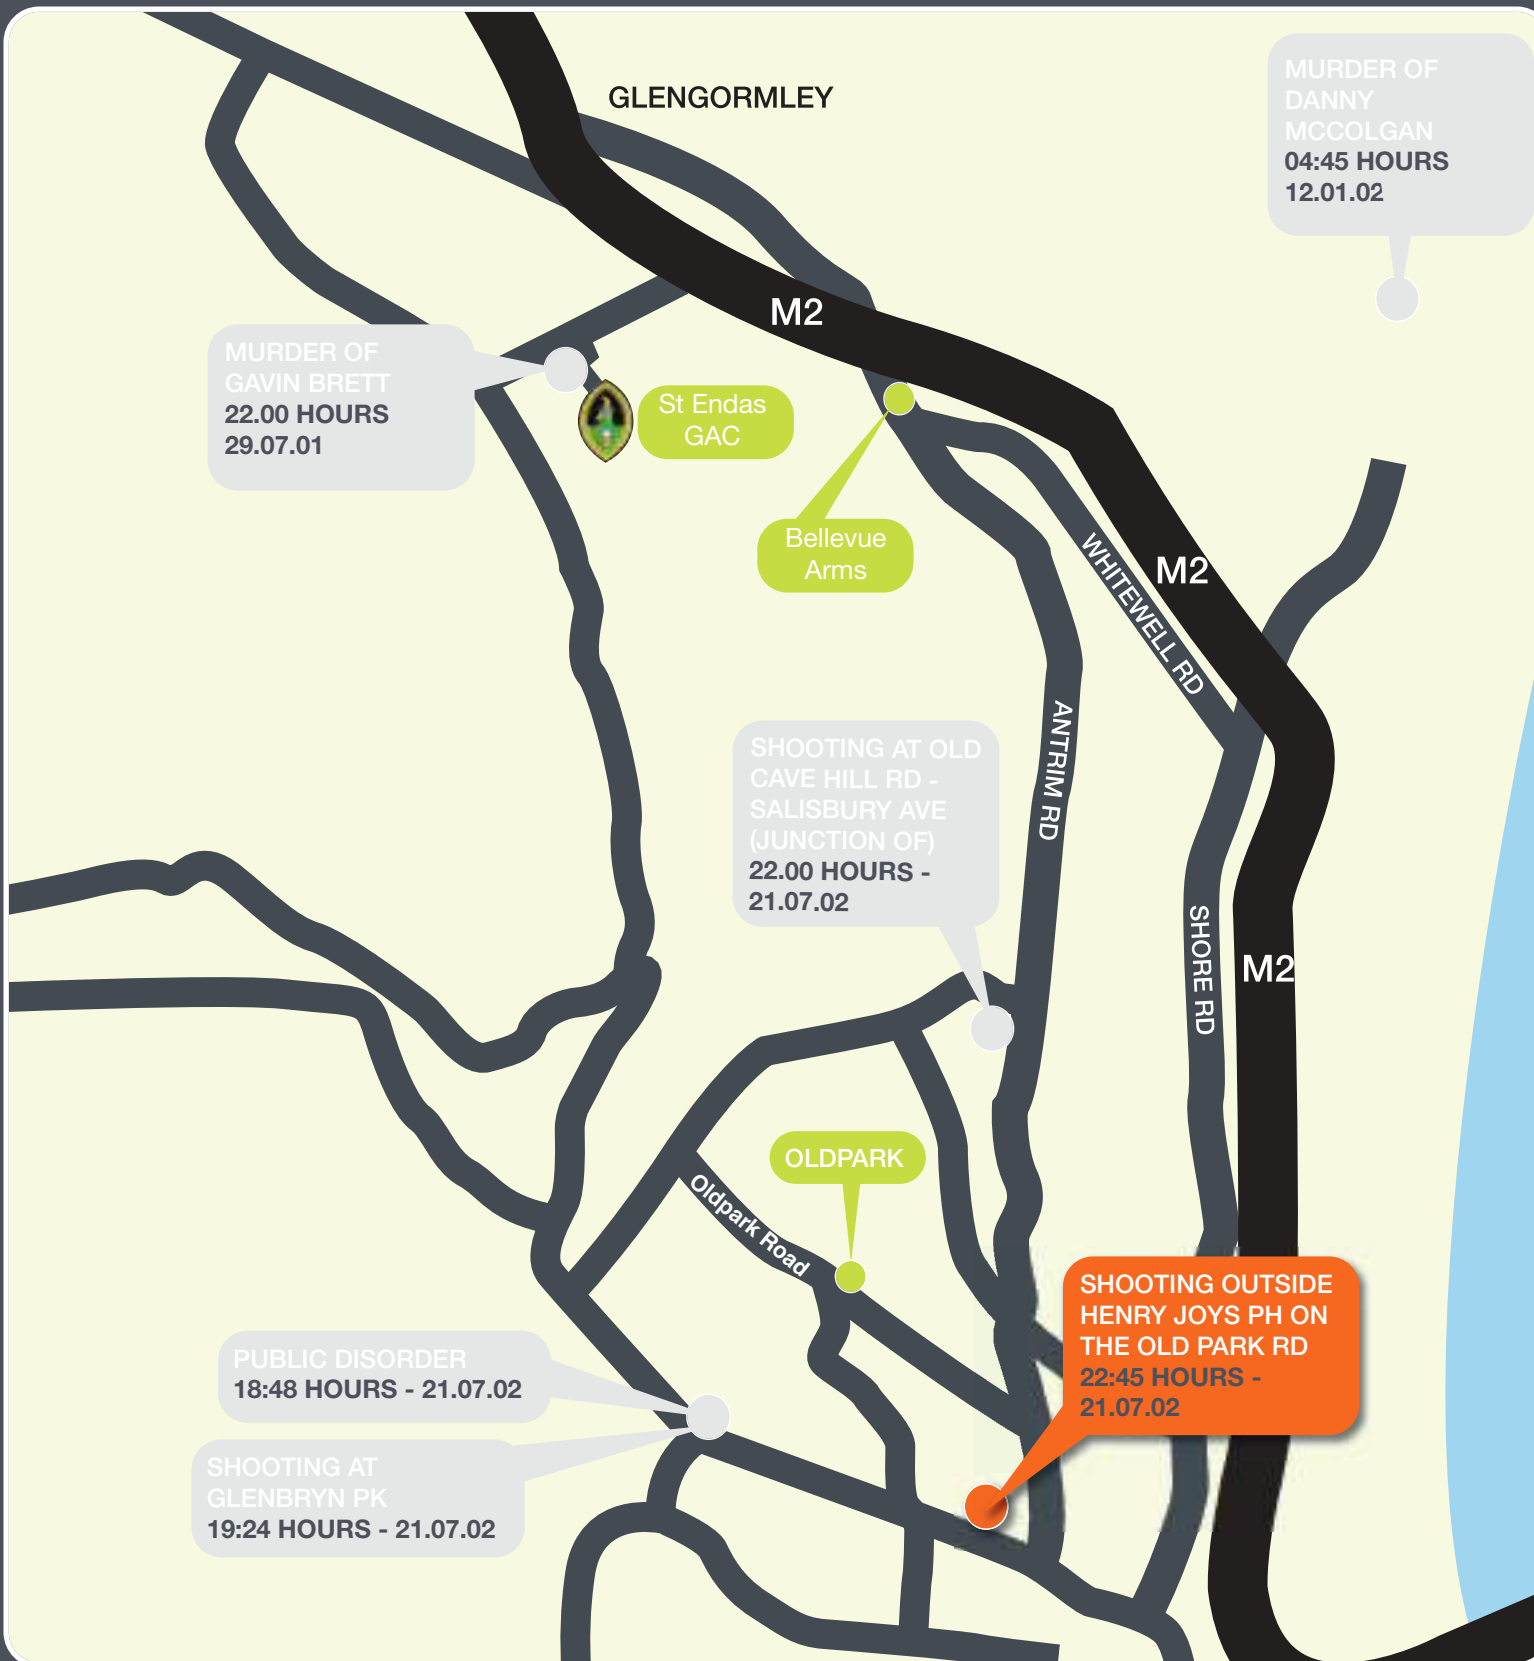 GLENGORMLEY
MURDER OF
DANNY
MCCOLGAN
04:45 HOURS
12.01.02
M2
MURDER OF
GAVIN BRETT
22.00 HOURS
29.07.01
St Endas
GAC
Bellevue
Arms
WHITEWELL RD
M2
ANTRIM RD
SHOOTING AT OLD
CAVE HILL RD -
SALISBURY AVE
(JUNCTION OF)
22.00 HOURS -
21.07.02
SHORE RD
M2
OLDPARK
Oldpark Road
SHOOTING OUTSIDE
HENRY JOYS PH ON
THE OLD PARK RD
22:45 HOURS -
21.07.02
PUBLIC DISORDER
18:48 HOURS - 21.07.02
SHOOTING AT
GLENBRYN PK
19:24 HOURS - 21.07.02